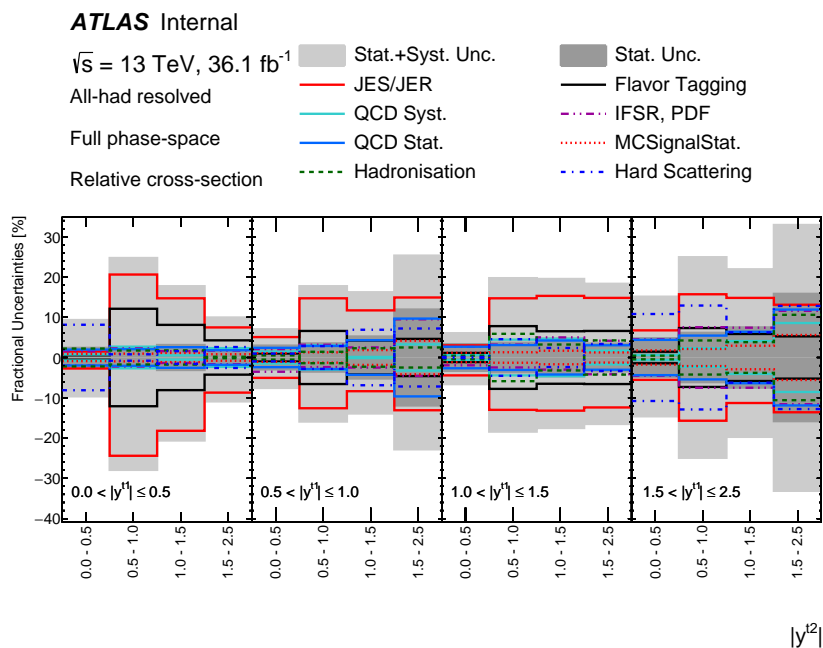 ATLAS Internal
√s = 13 TeV, 36.1 fb-1
All-had resolved
Full phase-space
Relative cross-section
Stat.+Syst. Unc.
Stat. Unc.
JES/JER
Flavor Tagging
QCD Syst.
IFSR, PDF
QCD Stat.
MCSignalStat.
Hadronisation
Hard Scattering
Fractional Uncertainties [%]
30
20
10
0
−10
−20
−30
−40
0.0 < |y^t1| ≤ 0.5
0.5 < |y^t1| ≤ 1.0
1.0 < |y^t1| ≤ 1.5
1.5 < |y^t1| ≤ 2.5
0.0 - 0.5
0.5 - 1.0
1.0 - 1.5
1.5 - 2.5
0.0 - 0.5
0.5 - 1.0
1.0 - 1.5
1.5 - 2.5
0.0 - 0.5
0.5 - 1.0
1.0 - 1.5
1.5 - 2.5
0.0 - 0.5
0.5 - 1.0
1.0 - 1.5
1.5 - 2.5
|y^t2|